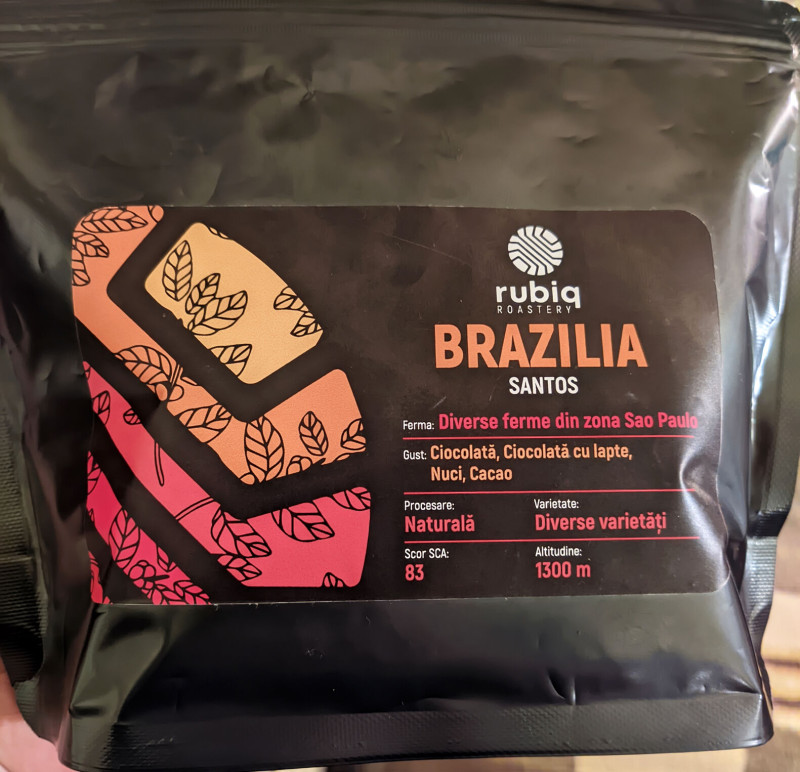 rubiq
ROASTERY
BRAZILIA
SANTOS
Ferma: Diverse ferme din zona Sao Paulo
Gust: Ciocolată, Ciocolată cu lapte,
Nuci, Cacao
Procesare: Varietate:
Naturală Diverse varietăți
Scor SCA: Altitudine:
83 1300 m